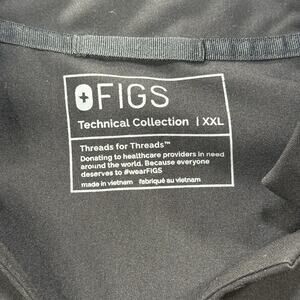 FIGS
Technical Collection | XXL
Threads for Threads™
Donating to healthcare providers in need
around the world. Because everyone
deserves to #wearFIGS
made in vietnam fabriqué au vietnam